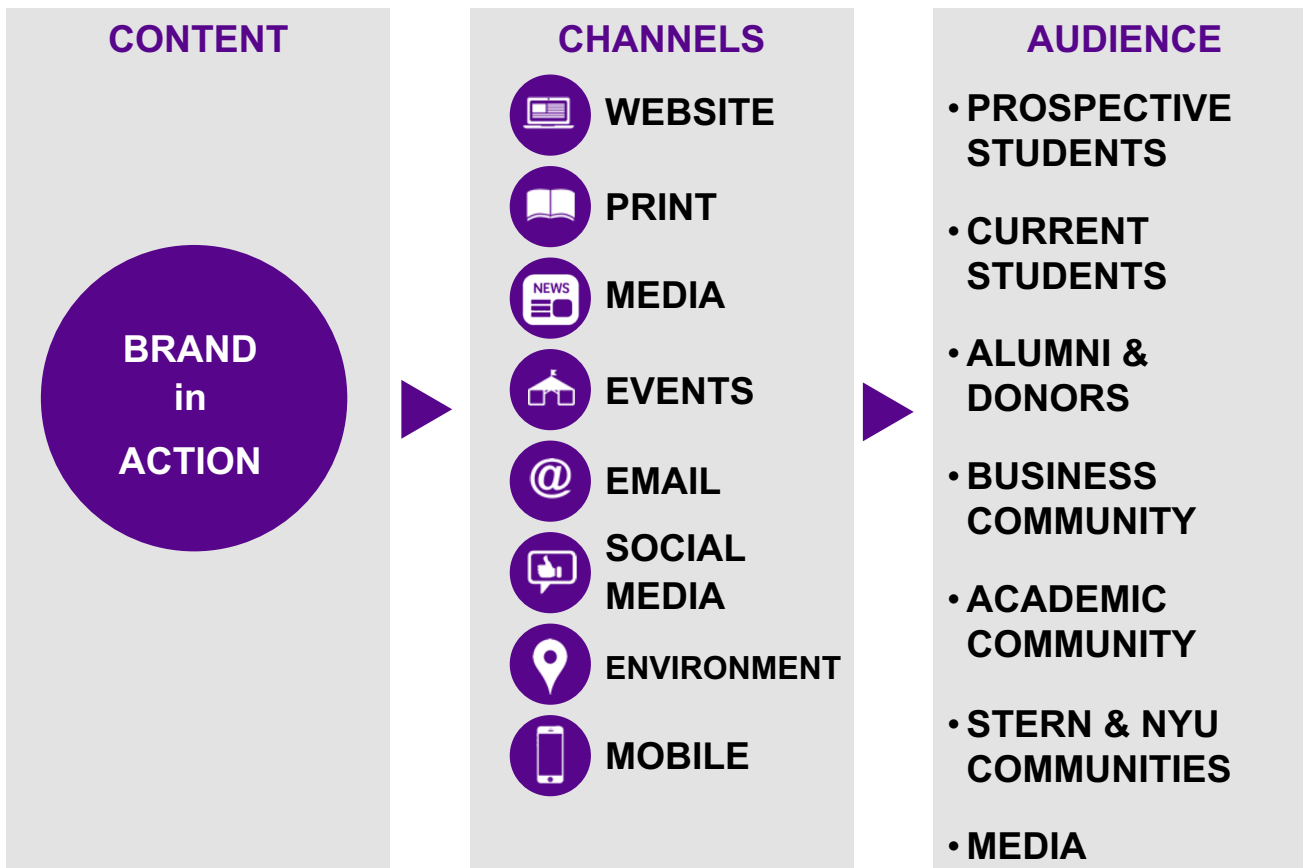 CONTENT
BRAND
in
ACTION
CHANNELS
WEBSITE
PRINT
NEWS
MEDIA
EVENTS
@
EMAIL
SOCIAL
MEDIA
ENVIRONMENT
MOBILE
AUDIENCE
• PROSPECTIVE
STUDENTS
• CURRENT
STUDENTS
• ALUMNI &
DONORS
• BUSINESS
COMMUNITY
• ACADEMIC
COMMUNITY
• STERN & NYU
COMMUNITIES
• MEDIA